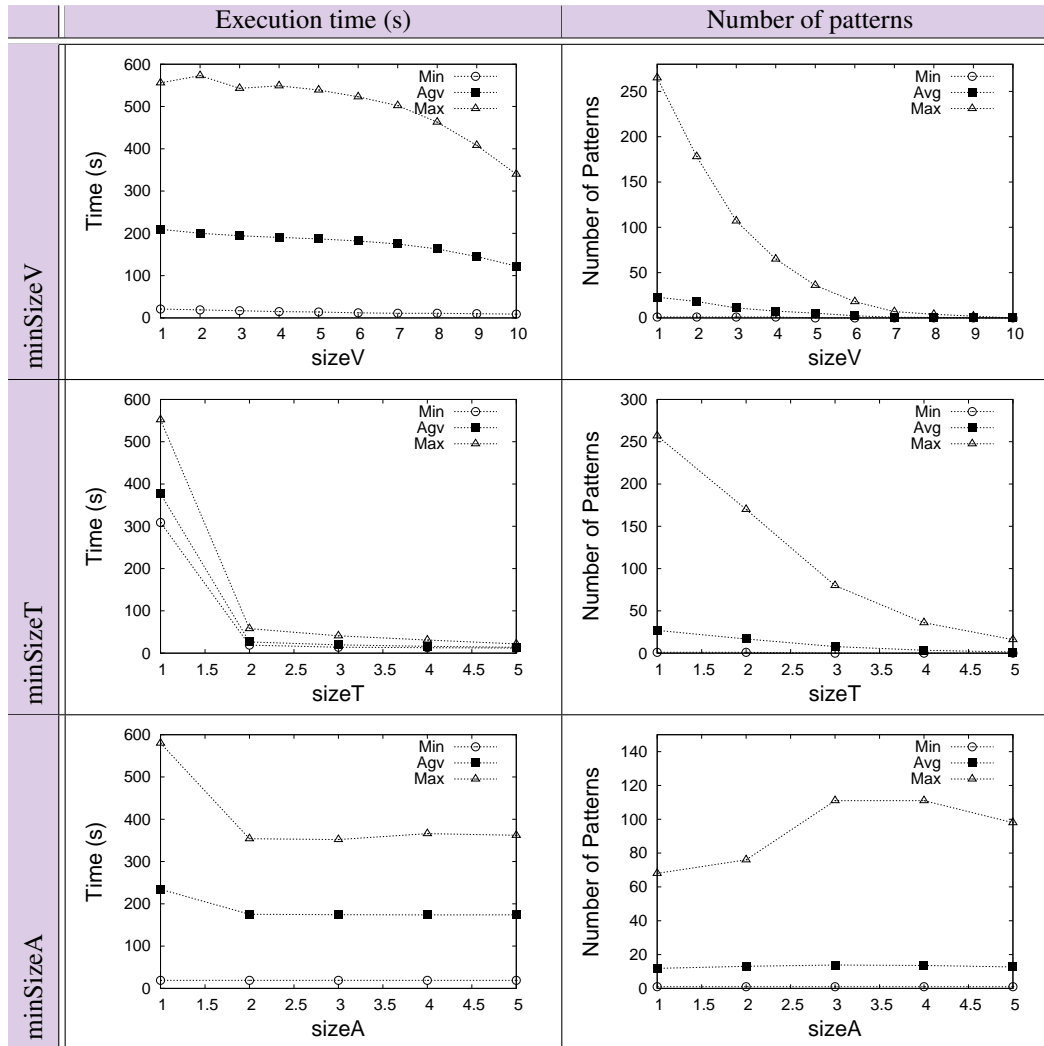 Execution time (s) Number of patterns
minSizeV
600
500
400
300
200
100
0
1 2 3 4 5 6 7 8 9 10
Time (s)
sizeV
Min
Agv
Max
250
200
150
100
50
0
1 2 3 4 5 6 7 8 9 10
Number of Patterns
sizeV
Min
Avg
Max
minSizeT
600
500
400
300
200
100
0
1 1.5 2 2.5 3 3.5 4 4.5 5
Time (s)
sizeT
Min
Agv
Max
300
250
200
150
100
50
0
1 1.5 2 2.5 3 3.5 4 4.5 5
Number of Patterns
sizeT
Min
Avg
Max
minSizeA
600
500
400
300
200
100
0
1 1.5 2 2.5 3 3.5 4 4.5 5
Time (s)
sizeA
Min
Agv
Max
140
120
100
80
60
40
20
0
1 1.5 2 2.5 3 3.5 4 4.5 5
Number of Patterns
sizeA
Min
Avg
Max